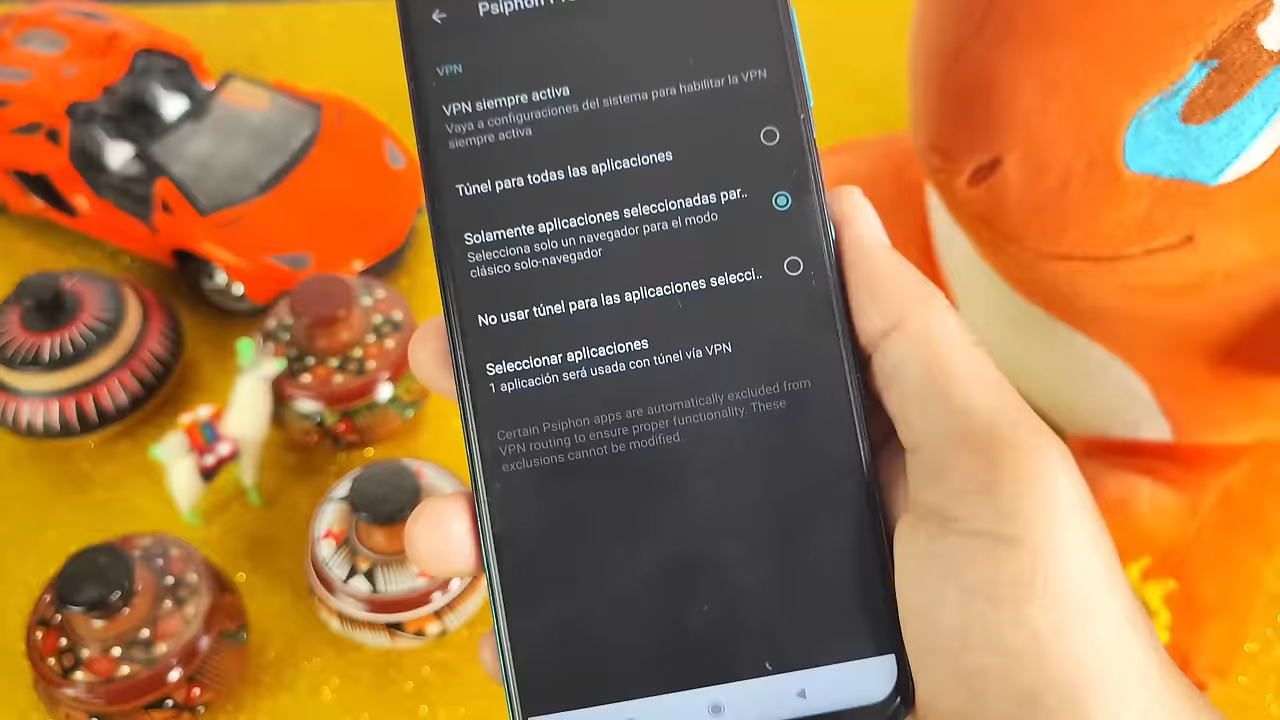 Psiphon
VPN
VPN siempre activa
Vaya a configuraciones del sistema para habilitar la VPN
siempre activa
Túnel para todas las aplicaciones
Solamente aplicaciones seleccionadas par..
Selecciona solo un navegador para el modo
clásico solo-navegador
No usar túnel para las aplicaciones selecci..
Seleccionar aplicaciones
1 aplicación será usada con túnel vía VPN
Certain Psiphon apps are automatically excluded from
VPN routing to ensure proper functionality. These
exclusions cannot be modified.